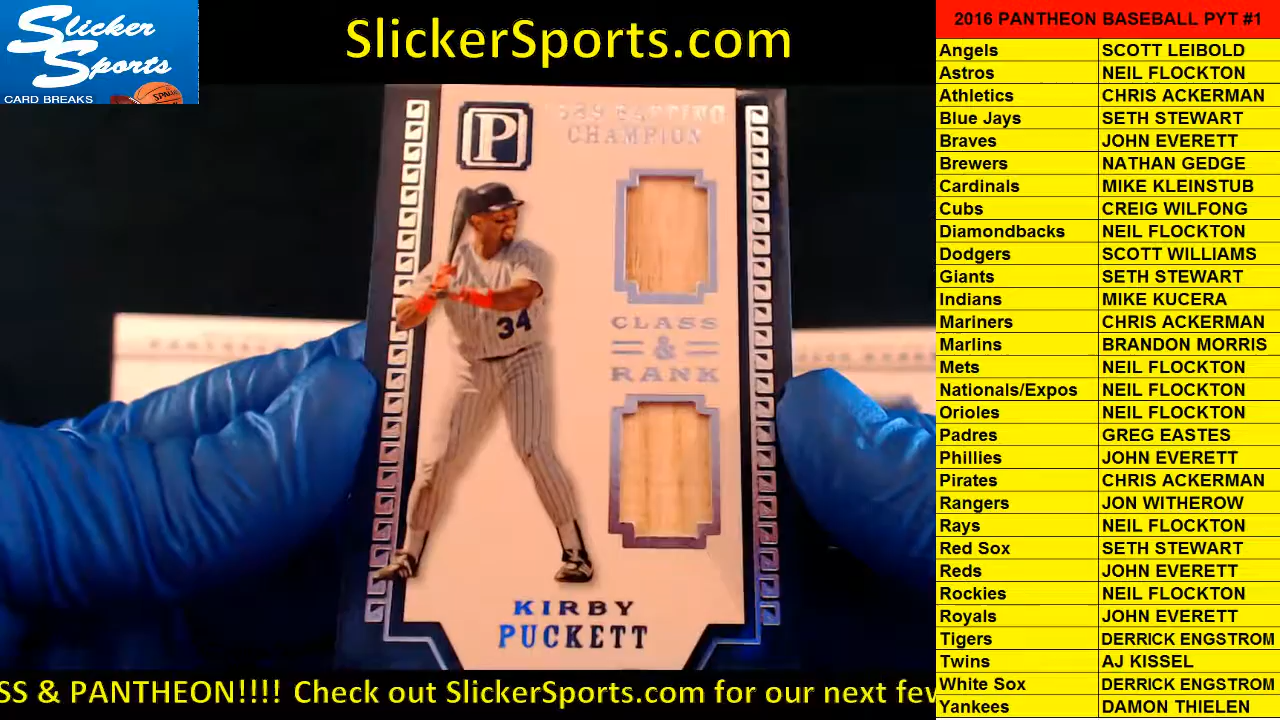 Slicker
Sports
CARD BREAKS
SPALDING
SlickerSports.com
P
1989 BATTING
CHAMPION
34
CLASS
&
RANK
KIRBY
PUCKETT
SS & PANTHEON!!!! Check out SlickerSports.com for our next few
2016 PANTHEON BASEBALL PYT #1
Angels SCOTT LEIBOLD
Astros NEIL FLOCKTON
Athletics CHRIS ACKERMAN
Blue Jays SETH STEWART
Braves JOHN EVERETT
Brewers NATHAN GEDGE
Cardinals MIKE KLEINSTUB
Cubs CREIG WILFONG
Diamondbacks NEIL FLOCKTON
Dodgers SCOTT WILLIAMS
Giants SETH STEWART
Indians MIKE KUCERA
Mariners CHRIS ACKERMAN
Marlins BRANDON MORRIS
Mets NEIL FLOCKTON
Nationals/Expos NEIL FLOCKTON
Orioles NEIL FLOCKTON
Padres GREG EASTES
Phillies JOHN EVERETT
Pirates CHRIS ACKERMAN
Rangers JON WITHEROW
Rays NEIL FLOCKTON
Red Sox SETH STEWART
Reds JOHN EVERETT
Rockies NEIL FLOCKTON
Royals JOHN EVERETT
Tigers DERRICK ENGSTROM
Twins AJ KISSEL
White Sox DERRICK ENGSTROM
Yankees DAMON THIELEN